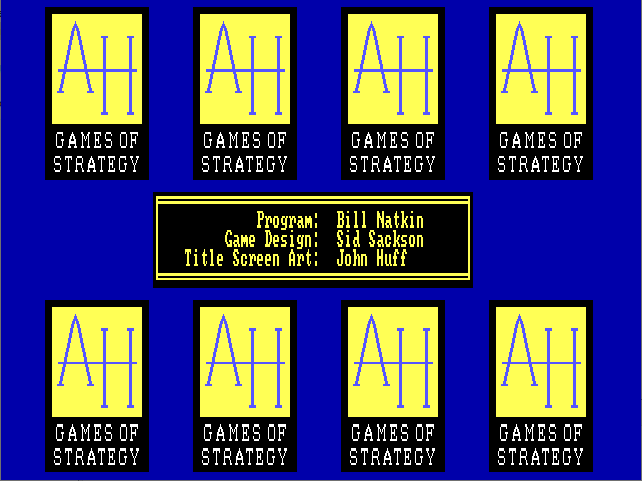 AH AH AH AH
GAMES OF GAMES OF GAMES OF GAMES OF
STRATEGY STRATEGY STRATEGY STRATEGY
Program: Bill Natkin
Game Design: Sid Sackson
Title Screen Art: John Huff
AH AH AH AH
GAMES OF GAMES OF GAMES OF GAMES OF
STRATEGY STRATEGY STRATEGY STRATEGY